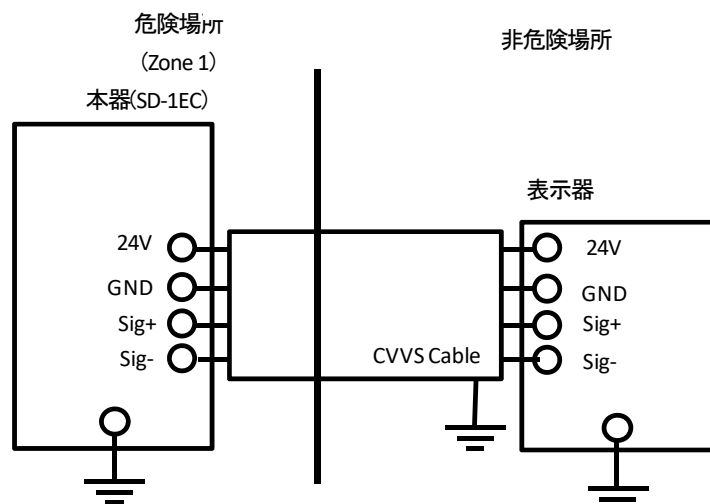 危険場所
(Zone 1)
本器(SD-1EC)
非危険場所
表示器
24V
GND
Sig+
Sig-
CVVS Cable
24V
GND
Sig+
Sig-